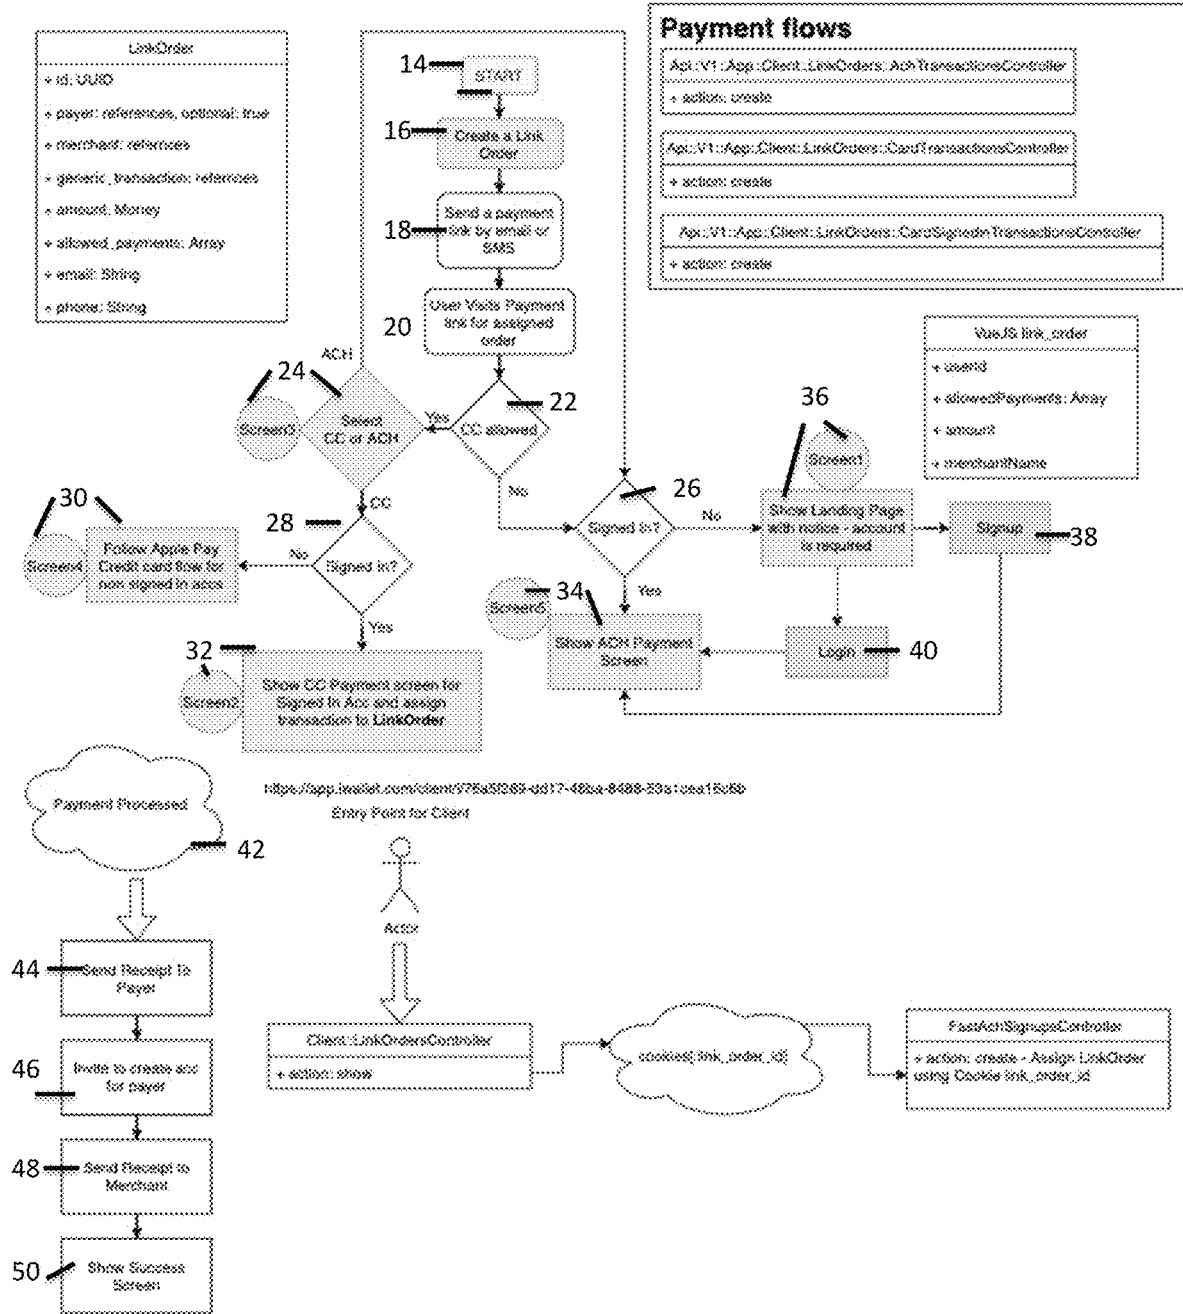 LinkOrder
+ id: UUID
+ payer: references, optional: true
+ merchant: refernces
+ generic_transaction: refernces
+ amount: Money
+ allowed_payments: Array
+ email: String
+ phone: String
Payment flows
Api::V1::App::Client::LinkOrders::AchTransactionsController
+ action: create
Api::V1::App::Client::LinkOrders::CardTransactionsController
+ action: create
Api::V1::App::Client::LinkOrders::CardSignedInTransactionsController
+ action: create
14
START
16
Create a Link
Order
18
Send a payment
link by email or
SMS
20
User Visits Payment
link for assigned
order
VueJS link_order
+ userId
+ allowedPayments: Array
+ amount
+ merchantName
ACH
24
Screen3
Select
CC or ACH
Yes
22
CC allowed
No
CC
26
Signed In?
No
Yes
36
Screen1
Show Landing Page
with notice - account
is required
Signup
38
30
Screen4
Follow Apple Pay
Credit card flow for
non signed in accs
No
28
Signed In?
Yes
34
Screen5
Show ACH Payment
Screen
Login
40
32
Screen2
Show CC Payment screen for
Signed In Acc and assign
transaction to LinkOrder
Payment Processed
42
Entry Point for Client
Actor
44
Send Receipt To
Payer
46
Invite to create acc
for payer
48
Send Receipt to
Merchant
50
Show Success
Screen
Client::LinkOrdersController
+ action: show
cookies[:link_order_id]
FastAchSignupsController
+ action: create - Assign LinkOrder
using Cookie link_order_id